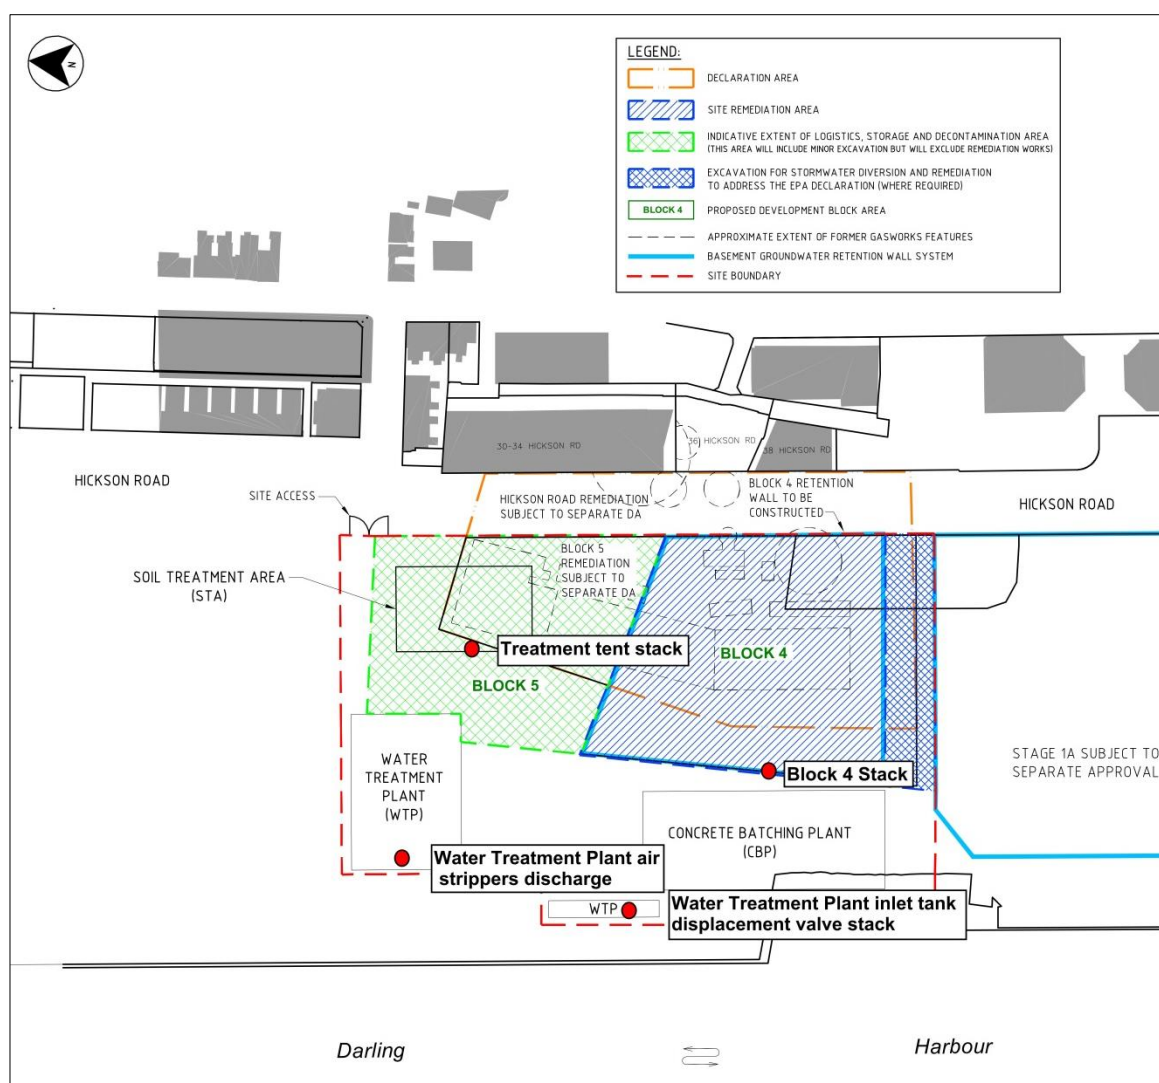 N
LEGEND:
DECLARATION AREA
SITE REMEDIATION AREA
INDICATIVE EXTENT OF LOGISTICS, STORAGE AND DECONTAMINATION AREA
(THIS AREA WILL INCLUDE MINOR EXCAVATION BUT WILL EXCLUDE REMEDIATION WORKS)
EXCAVATION FOR STORMWATER DIVERSION AND REMEDIATION
TO ADDRESS THE EPA DECLARATION (WHERE REQUIRED)
BLOCK 4
PROPOSED DEVELOPMENT BLOCK AREA
APPROXIMATE EXTENT OF FORMER GASWORKS FEATURES
BASEMENT GROUNDWATER RETENTION WALL SYSTEM
SITE BOUNDARY
30-34 HICKSON RD
36 HICKSON RD
38 HICKSON RD
HICKSON ROAD
SITE ACCESS
HICKSON ROAD REMEDIATION
SUBJECT TO SEPARATE DA
BLOCK 4 RETENTION
WALL TO BE
CONSTRUCTED
HICKSON ROAD
BLOCK 5
REMEDIATION
SUBJECT TO
SEPARATE DA
SOIL TREATMENT AREA
(STA)
Treatment tent stack
BLOCK 4
BLOCK 5
WATER
TREATMENT
PLANT
(WTP)
Block 4 Stack
STAGE 1A SUBJECT TO
SEPARATE APPROVAL
CONCRETE BATCHING PLANT
(CBP)
Water Treatment Plant air
strippers discharge
WTP
Water Treatment Plant inlet tank
displacement valve stack
Darling
Harbour